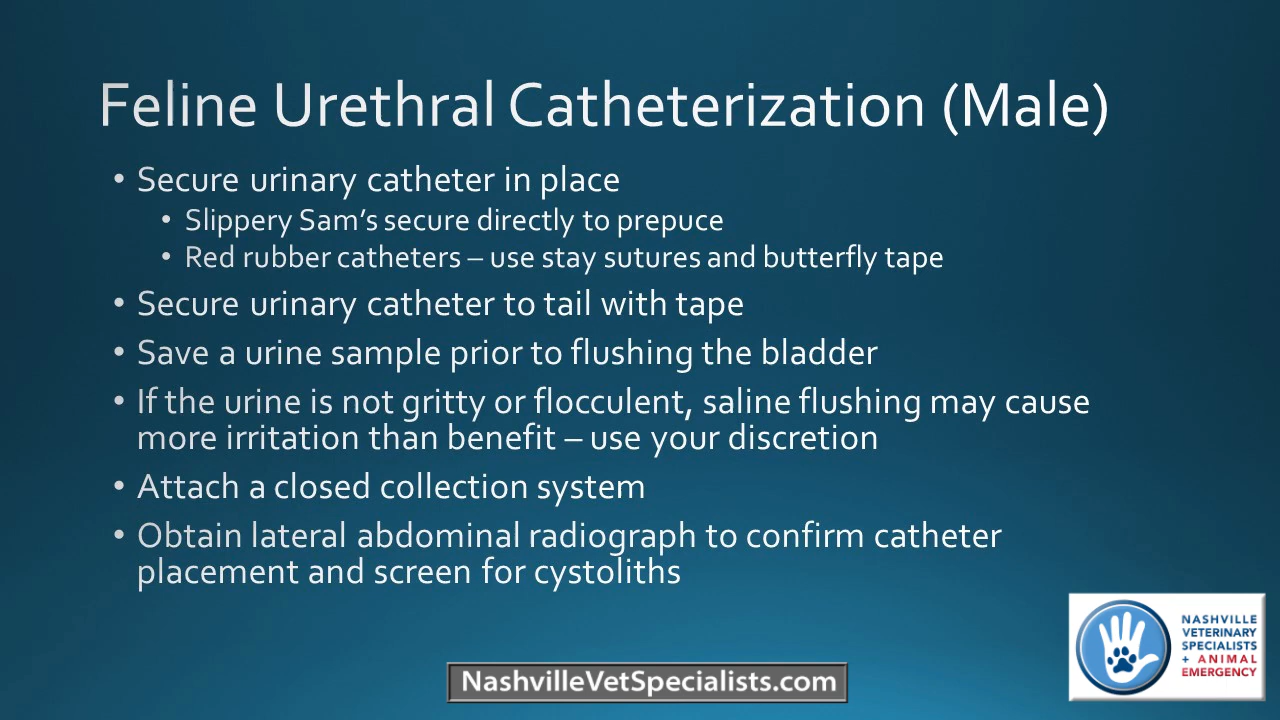 Feline Urethral Catheterization (Male)
• Secure urinary catheter in place
• Slippery Sam's secure directly to prepuce
• Red rubber catheters – use stay sutures and butterfly tape
• Secure urinary catheter to tail with tape
• Save a urine sample prior to flushing the bladder
• If the urine is not gritty or flocculent, saline flushing may cause
more irritation than benefit – use your discretion
• Attach a closed collection system
• Obtain lateral abdominal radiograph to confirm catheter
placement and screen for cystoliths
NASHVILLE
VETERINARY
SPECIALISTS
+ ANIMAL
EMERGENCY
NashvilleVetSpecialists.com